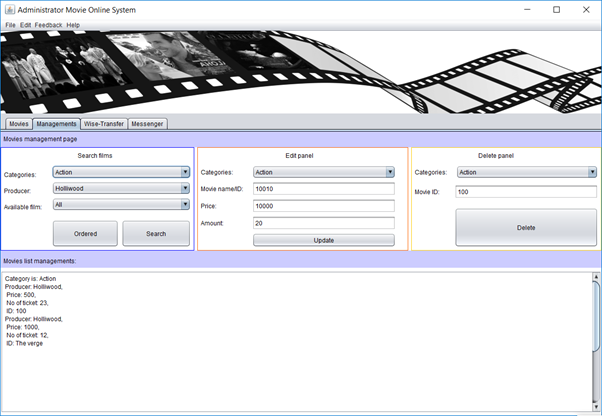 Administrator Movie Online System
File Edit Feedback Help
AHOJ
Movies Managements Wise-Transfer Messenger
Movies management page
Search films
Categories: Action
Producer: Holliwood
Available film: All
Ordered Search
Edit panel
Categories: Action
Movie name/ID: 10010
Price: 10000
Amount: 20
Update
Delete panel
Categories: Action
Movie ID: 100
Delete
Movies list managements:
Category is: Action
Producer: Holliwood,
Price: 500,
No of ticket: 23,
ID: 100
Producer: Holliwood,
Price: 1000,
No of ticket: 12,
ID: The verge